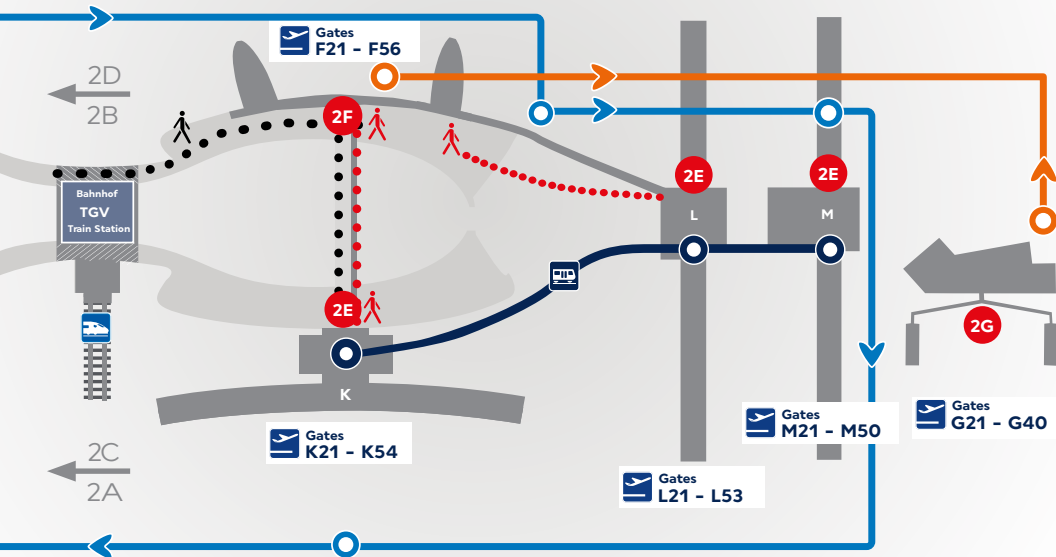 Gates
F21 - F56
2D
2B
2F
2E
2E
Bahnhof
TGV
Train Station
L
M
2E
2G
K
Gates
K21 - K54
Gates
M21 - M50
Gates
G21 - G40
2C
2A
Gates
L21 - L53